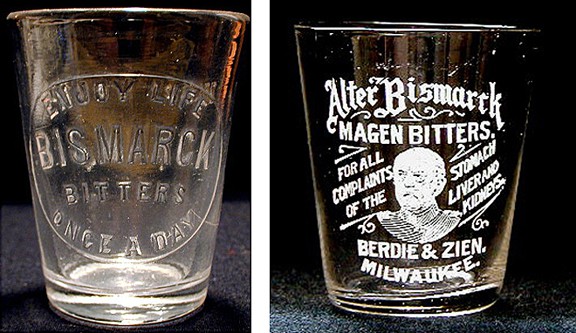 ENJOY LIFE
BISMARCK
BITTERS
ONCE A DAY
Alter Bismarck
MAGEN BITTERS.
FOR ALL
COMPLAINTS
OF THE
STOMACH
LIVER AND
KIDNEYS.
BERDIE & ZIEN.
MILWAUKEE.